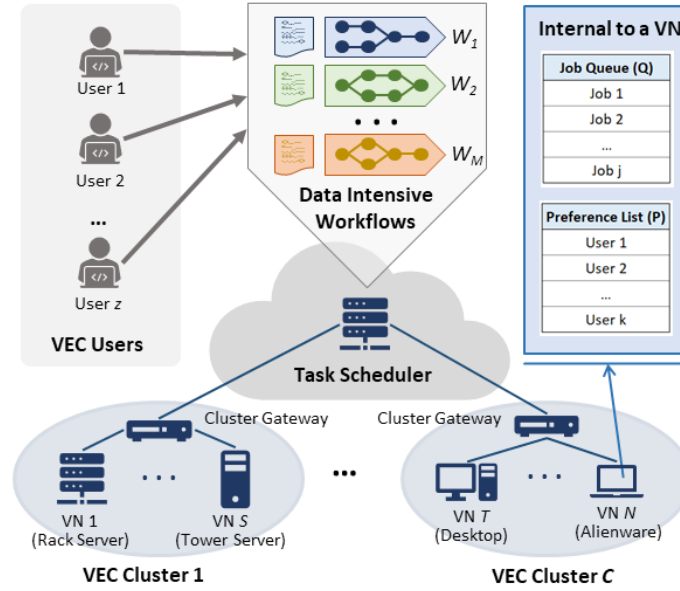 User 1
User 2
...
User z
VEC Users
W1
W2
...
WM
Data Intensive
Workflows
Internal to a VN
Job Queue (Q)
Job 1
Job 2
...
Job j
Preference List (P)
User 1
User 2
...
User k
Task Scheduler
Cluster Gateway
Cluster Gateway
...
VN 1
(Rack Server)
...
VN S
(Tower Server)
VEC Cluster 1
...
VN T
(Desktop)
VN N
(Alienware)
VEC Cluster C